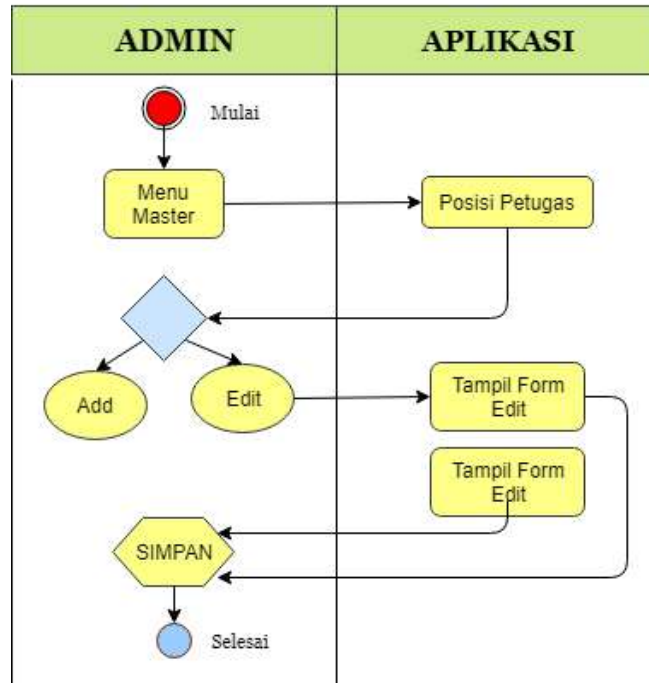 ADMIN
APLIKASI
Mulai
Menu
Master
Posisi Petugas
Add
Edit
Tampil Form
Edit
Tampil Form
Edit
SIMPAN
Selesai